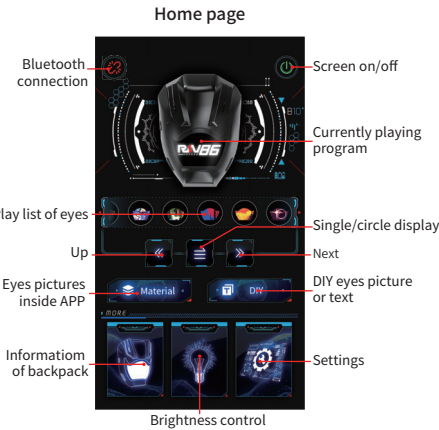 Home page
Bluetooth
connection
Screen on/off
810°
Currently playing
program
lay list of eyes
Single/circle display
Up
Next
Eyes pictures
inside APP
Material
DIY
DIY eyes picture
or text
MORE
Informatiom
of backpack
Settings
Brightness control